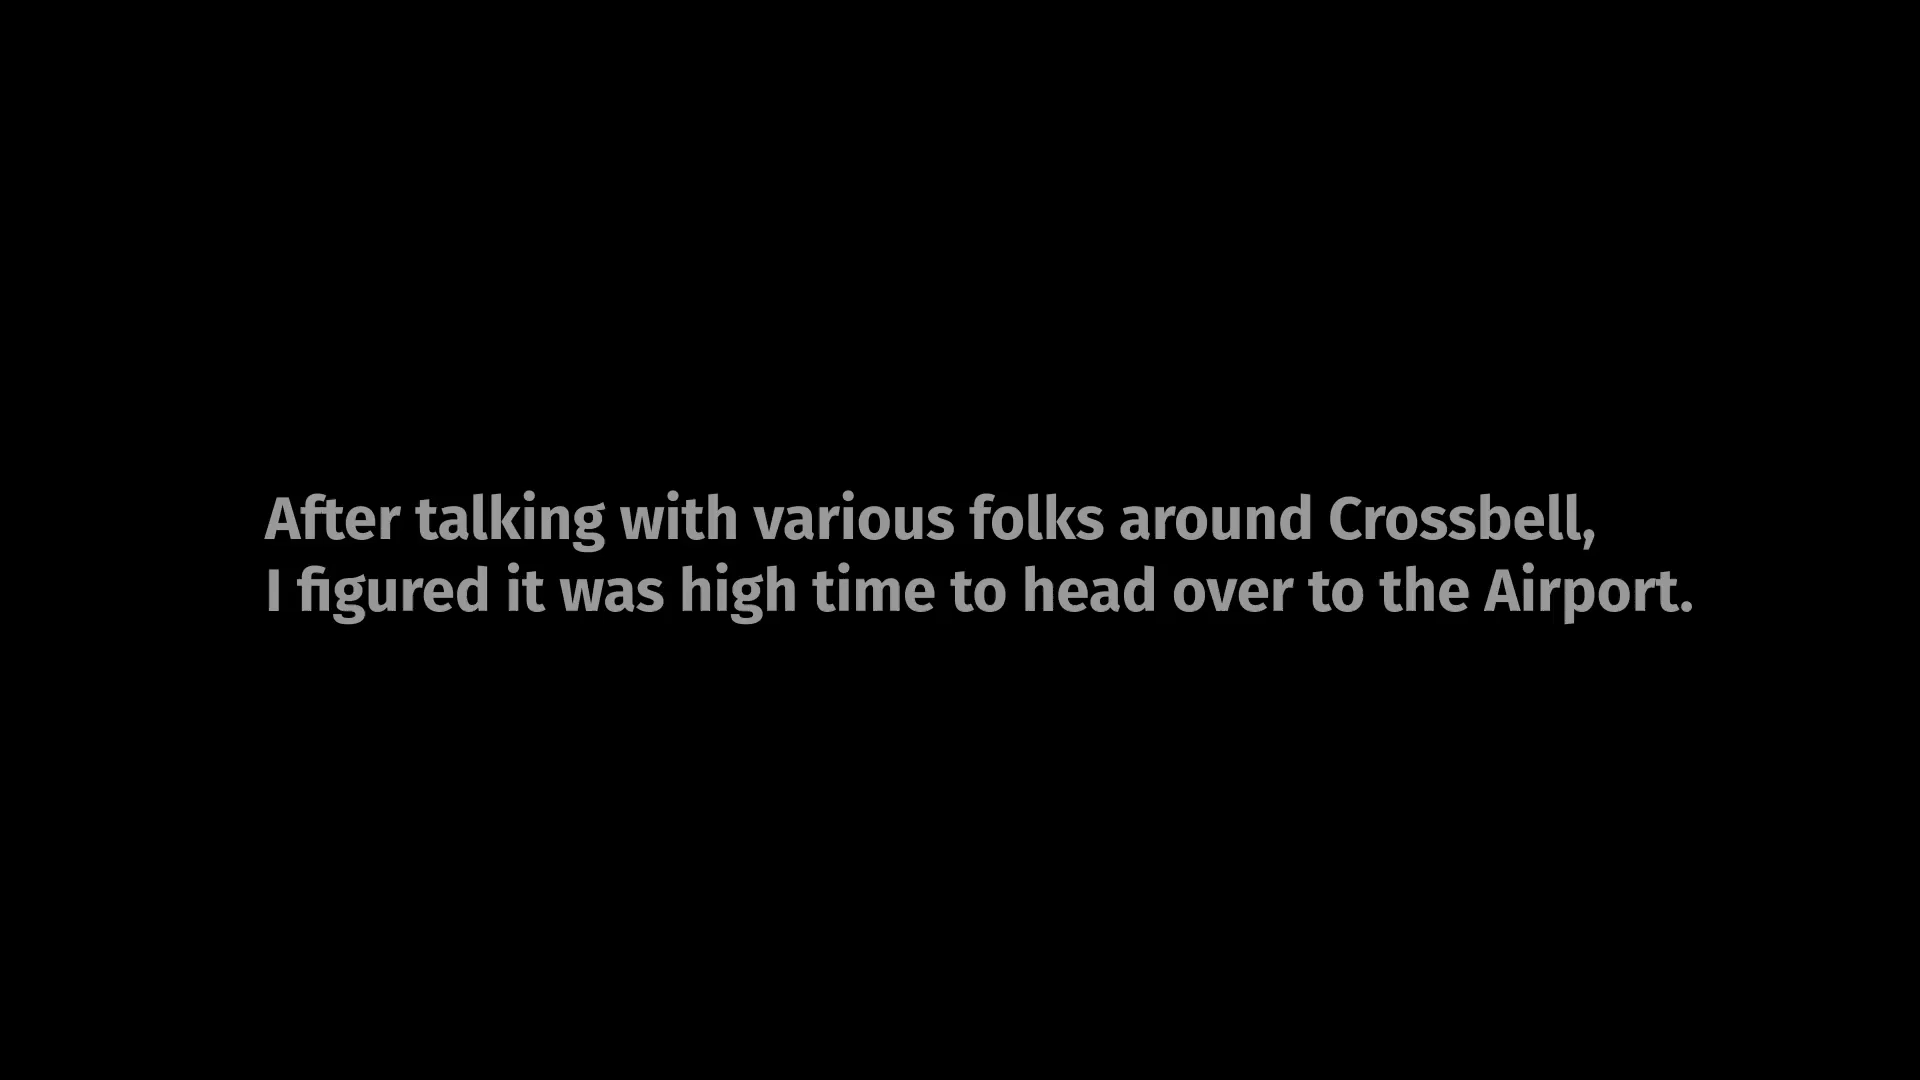 After talking with various folks around Crossbell,
I figured it was high time to head over to the Airport.